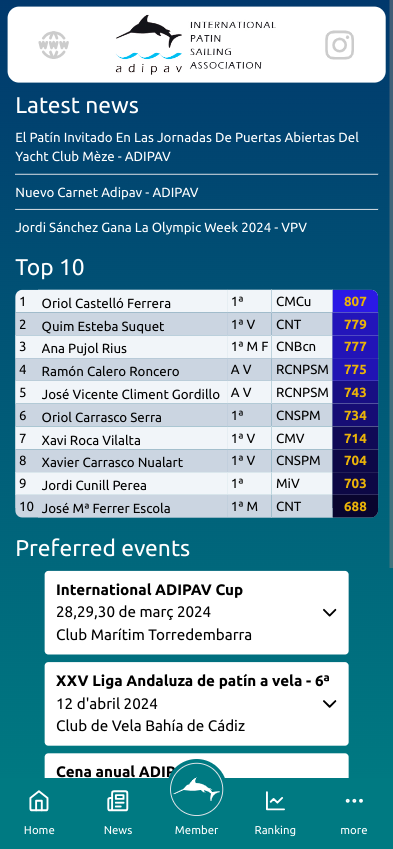 www
INTERNATIONAL
PATIN
SAILING
ASSOCIATION
adipav
Latest news
El Patín Invitado En Las Jornadas De Puertas Abiertas Del
Yacht Club Mèze - ADIPAV
Nuevo Carnet Adipav - ADIPAV
Jordi Sánchez Gana La Olympic Week 2024 - VPV
Top 10
1 Oriol Castelló Ferrera 1ª CMCu 807
2 Quim Esteba Suquet 1ª V CNT 779
3 Ana Pujol Rius 1ª M F CNBcn 777
4 Ramón Calero Roncero A V RCNPSM 775
5 José Vicente Climent Gordillo A V RCNPSM 743
6 Oriol Carrasco Serra 1ª CNSPM 734
7 Xavi Roca Vilalta 1ª V CMV 714
8 Xavier Carrasco Nualart 1ª V CNSPM 704
9 Jordi Cunill Perea 1ª MiV 703
10 José Mª Ferrer Escola 1ª M CNT 688
Preferred events
International ADIPAV Cup
28,29,30 de març 2024
Club Marítim Torredembarra
XXV Liga Andaluza de patín a vela - 6ª
12 d'abril 2024
Club de Vela Bahía de Cádiz
Cena anual ADIP
Home News Member Ranking more